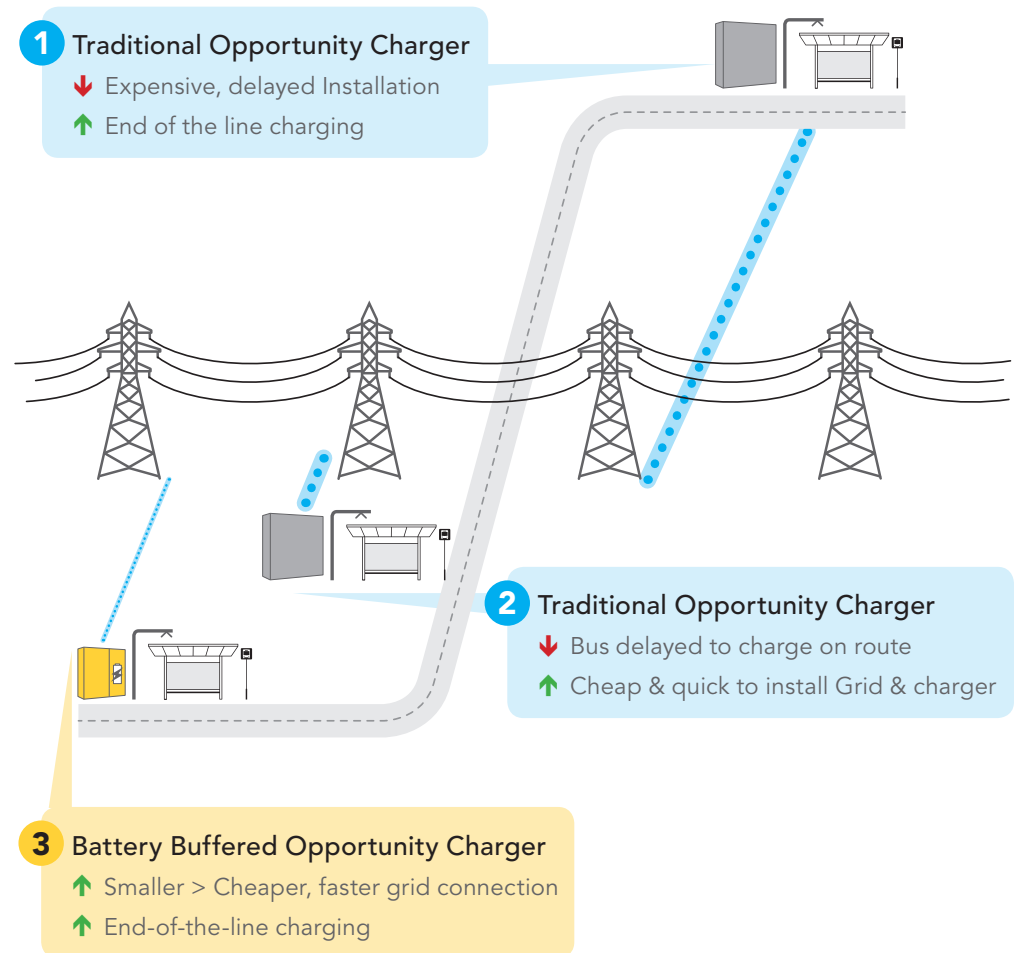 1 Traditional Opportunity Charger
Expensive, delayed Installation
End of the line charging
2 Traditional Opportunity Charger
Bus delayed to charge on route
Cheap & quick to install Grid & charger
3 Battery Buffered Opportunity Charger
Smaller > Cheaper, faster grid connection
End-of-the-line charging